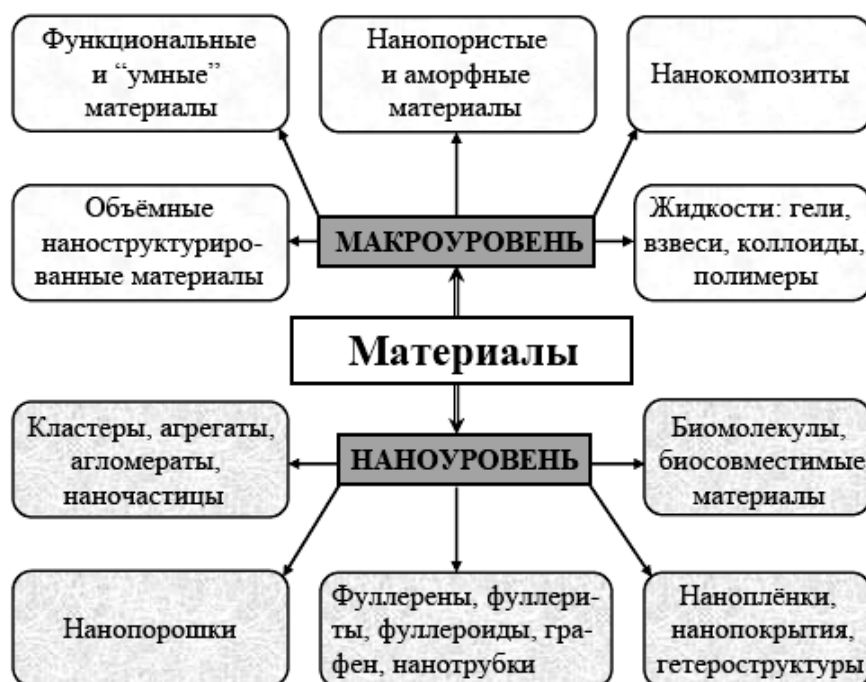 Функциональные
и “умные”
материалы
Нанопористые
и аморфные
материалы
Нанокомпозиты
Объёмные
наноструктуриро-
ванные материалы
МАКРОУРОВЕНЬ
Жидкости: гели,
взвеси, коллоиды,
полимеры
Материалы
Кластеры, агрегаты,
агломераты,
наночастицы
НАНОУРОВЕНЬ
Биомолекулы,
биосовместимые
материалы
Нанопорошки
Фуллерены, фуллери-
ты, фуллероиды, гра-
фен, нанотрубки
Наноплёнки,
нанопокрытия,
гетероструктуры